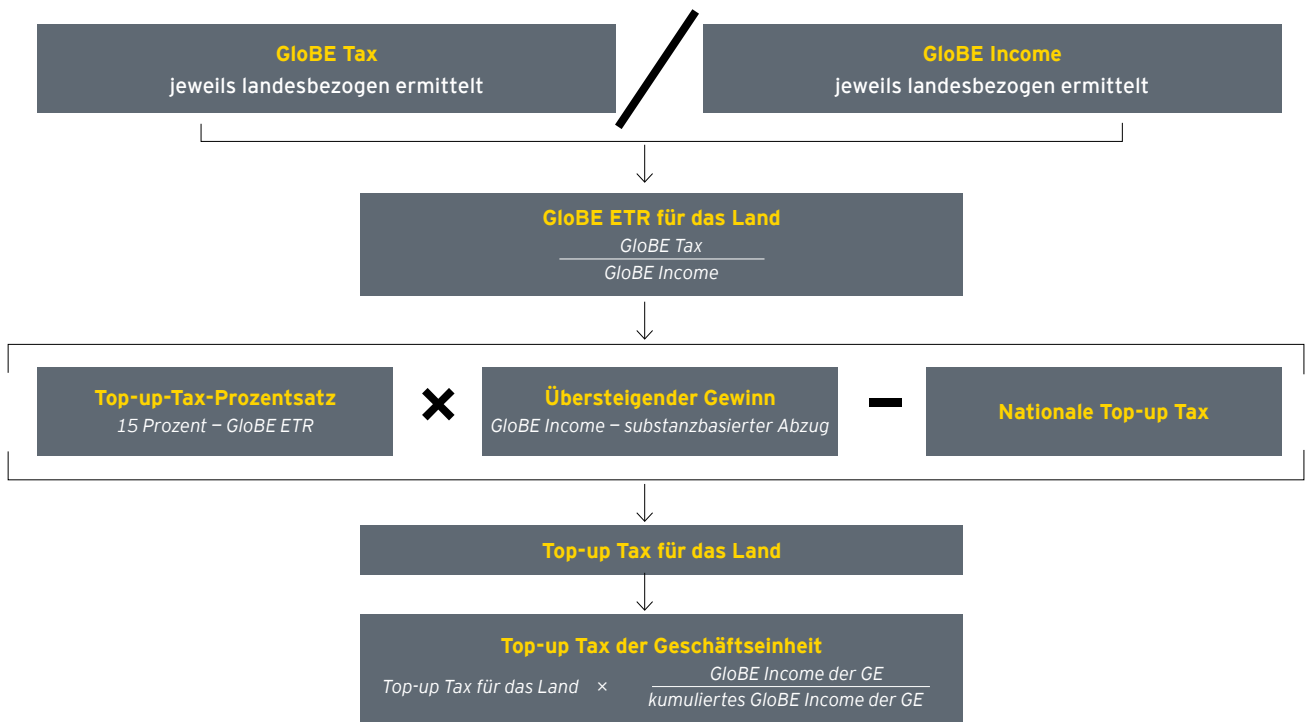 GloBE Tax
jeweils landesbezogen ermittelt
GloBE Income
jeweils landesbezogen ermittelt
GloBE ETR für das Land
GloBE Tax
GloBE Income
Top-up-Tax-Prozentsatz
15 Prozent – GloBE ETR
×
Übersteigender Gewinn
GloBE Income – substanzbasierter Abzug
–
Nationale Top-up Tax
Top-up Tax für das Land
Top-up Tax der Geschäftseinheit
Top-up Tax für das Land ×
GloBE Income der GE
kumuliertes GloBE Income der GE